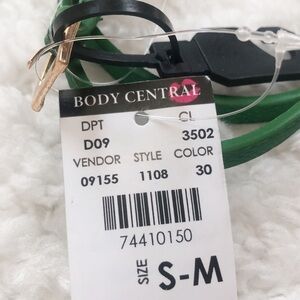 BODY CENTRAL
DPT CL
D09 3502
VENDOR STYLE COLOR
09155 1108 30
74410150
SIZE S-M